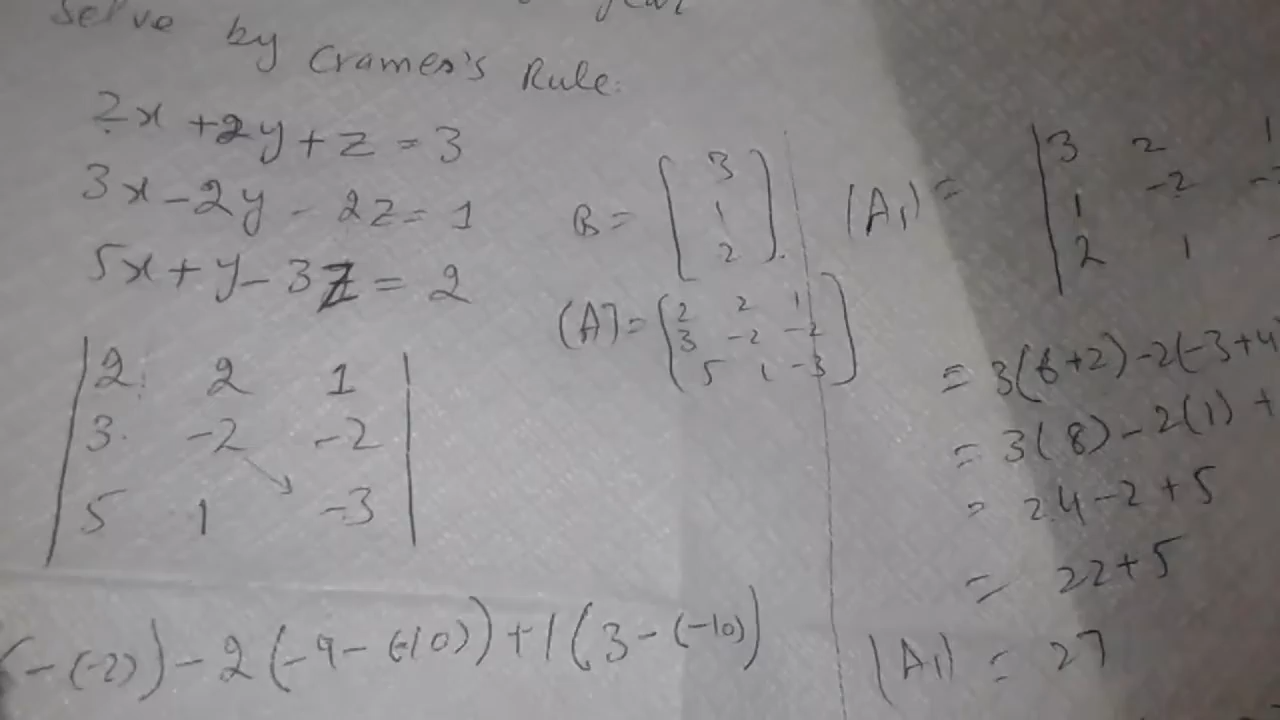 Solve by Cramer's Rule:
2x + 2y + z = 3
3x - 2y - 2z = 1
5x + y - 3z = 2
|2 2 1|
|3 -2 -2|
|5 1 -3|
-(-2)) - 2(-9-(-10)) + 1(3-(-10))
B = [3
1
2].
(A) = [2 2 1
3 -2 -2
5 1 -3]
|A₁| = |3 2 1
1 -2
2 1
= 3(6+2) - 2(-3+4)
= 3(8) - 2(1) +
= 24 - 2 + 5
= 22 + 5
|A₁| = 27